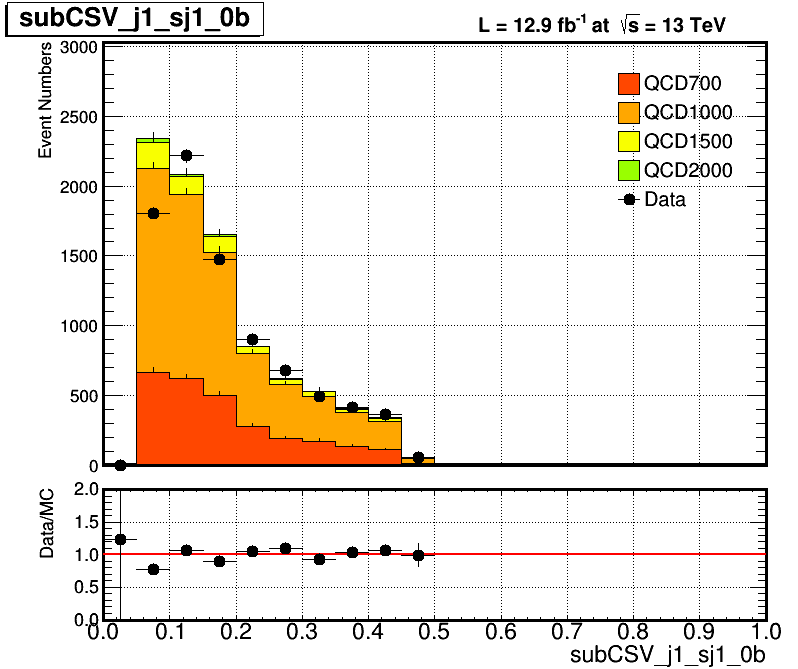 subCSV_j1_sj1_0b
L = 12.9 fb⁻¹ at √s = 13 TeV
Event Numbers
3000
2500
2000
1500
1000
500
0
QCD700
QCD1000
QCD1500
QCD2000
Data
Data/MC
2.0
1.5
1.0
0.5
0.0
0.0 0.1 0.2 0.3 0.4 0.5 0.6 0.7 0.8 0.9 1.0
subCSV_j1_sj1_0b